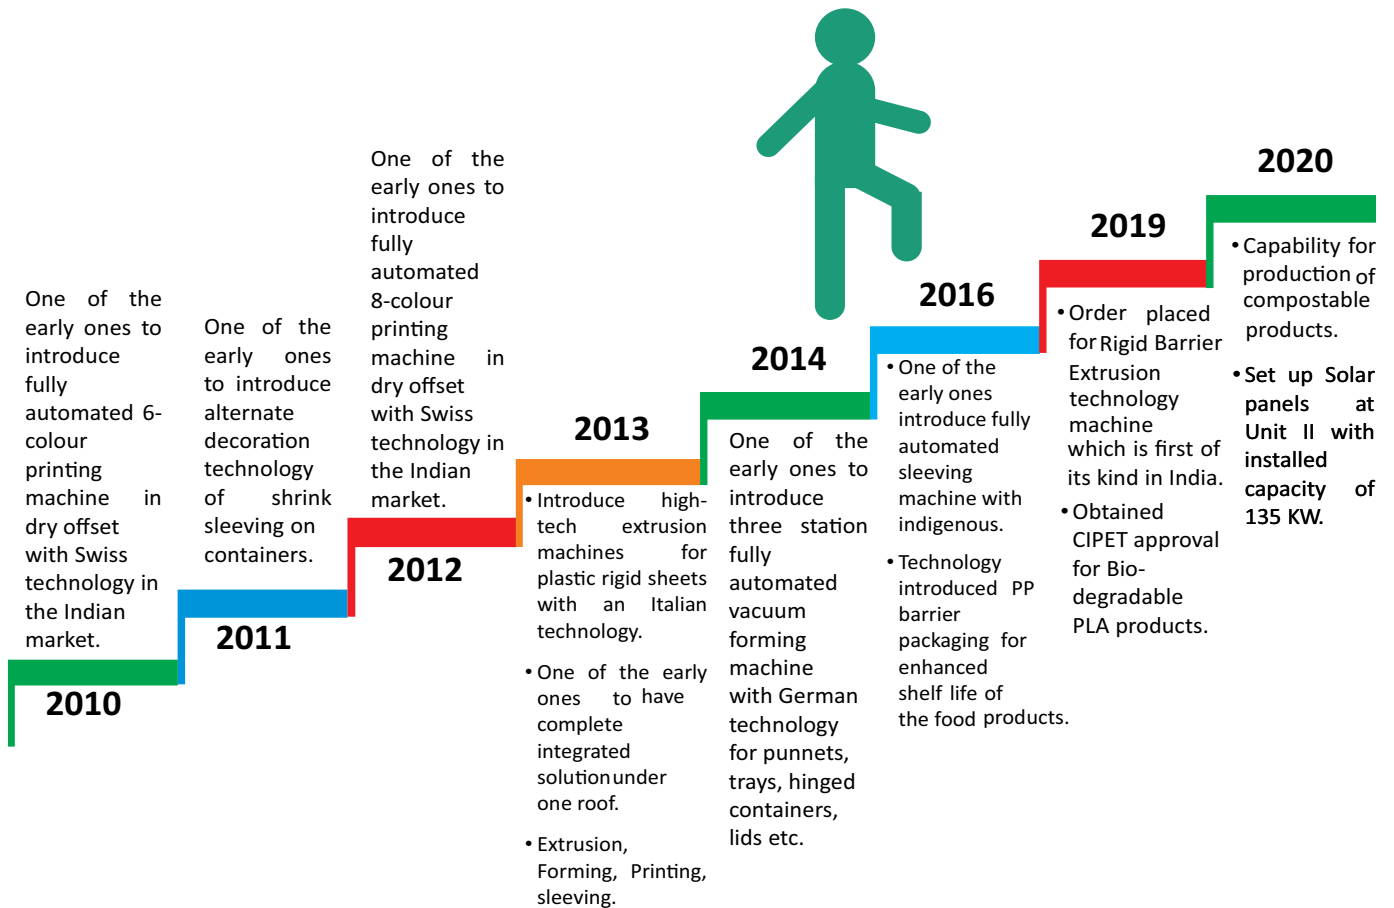 One of the
early ones to
introduce
fully
automated 6-
colour
printing
machine in
dry offset
with Swiss
technology in
the Indian
market.
2010
One of the
early ones
to introduce
alternate
decoration
technology
of shrink
sleeving on
containers.
2011
One of the
early ones to
introduce
fully
automated
8-colour
printing
machine in
dry offset
with Swiss
technology in
the Indian
market.
2012
2013
• Introduce high-
tech extrusion
machines for
plastic rigid sheets
with an Italian
technology.
• One of the early
ones to have
complete
integrated
solution under
one roof.
• Extrusion,
Forming, Printing,
sleeving.
2014
One of the
early ones to
introduce
three station
fully
automated
vacuum
forming
machine
with German
technology
for punnets,
trays, hinged
containers,
lids etc.
2016
• One of the
early ones
introduce fully
automated
sleeving
machine with
indigenous.
• Technology
introduced PP
barrier
packaging for
enhanced
shelf life of
the food products.
2019
• Order placed
for Rigid Barrier
Extrusion
technology
machine
which is first of
its kind in India.
• Obtained
CIPET approval
for Bio-
degradable
PLA products.
2020
• Capability for
production of
compostable
products.
• Set up Solar
panels at
Unit II with
installed
capacity of
135 KW.